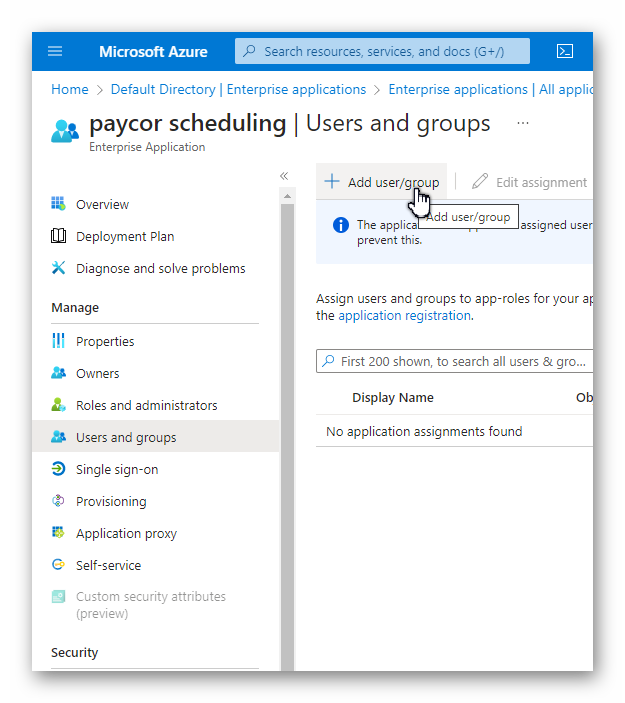 Microsoft Azure
Search resources, services, and docs (G+/)
Home > Default Directory | Enterprise applications > Enterprise applications | All applic
paycor scheduling | Users and groups ...
Enterprise Application
«
Overview
Deployment Plan
Diagnose and solve problems
Manage
Properties
Owners
Roles and administrators
Users and groups
Single sign-on
Provisioning
Application proxy
Self-service
Custom security attributes
(preview)
Security
+ Add user/group
Edit assignment
Add user/group
The applica
assigned user
prevent this.
Assign users and groups to app-roles for your ap
the application registration.
First 200 shown, to search all users & gro...
Display Name
Ob
No application assignments found